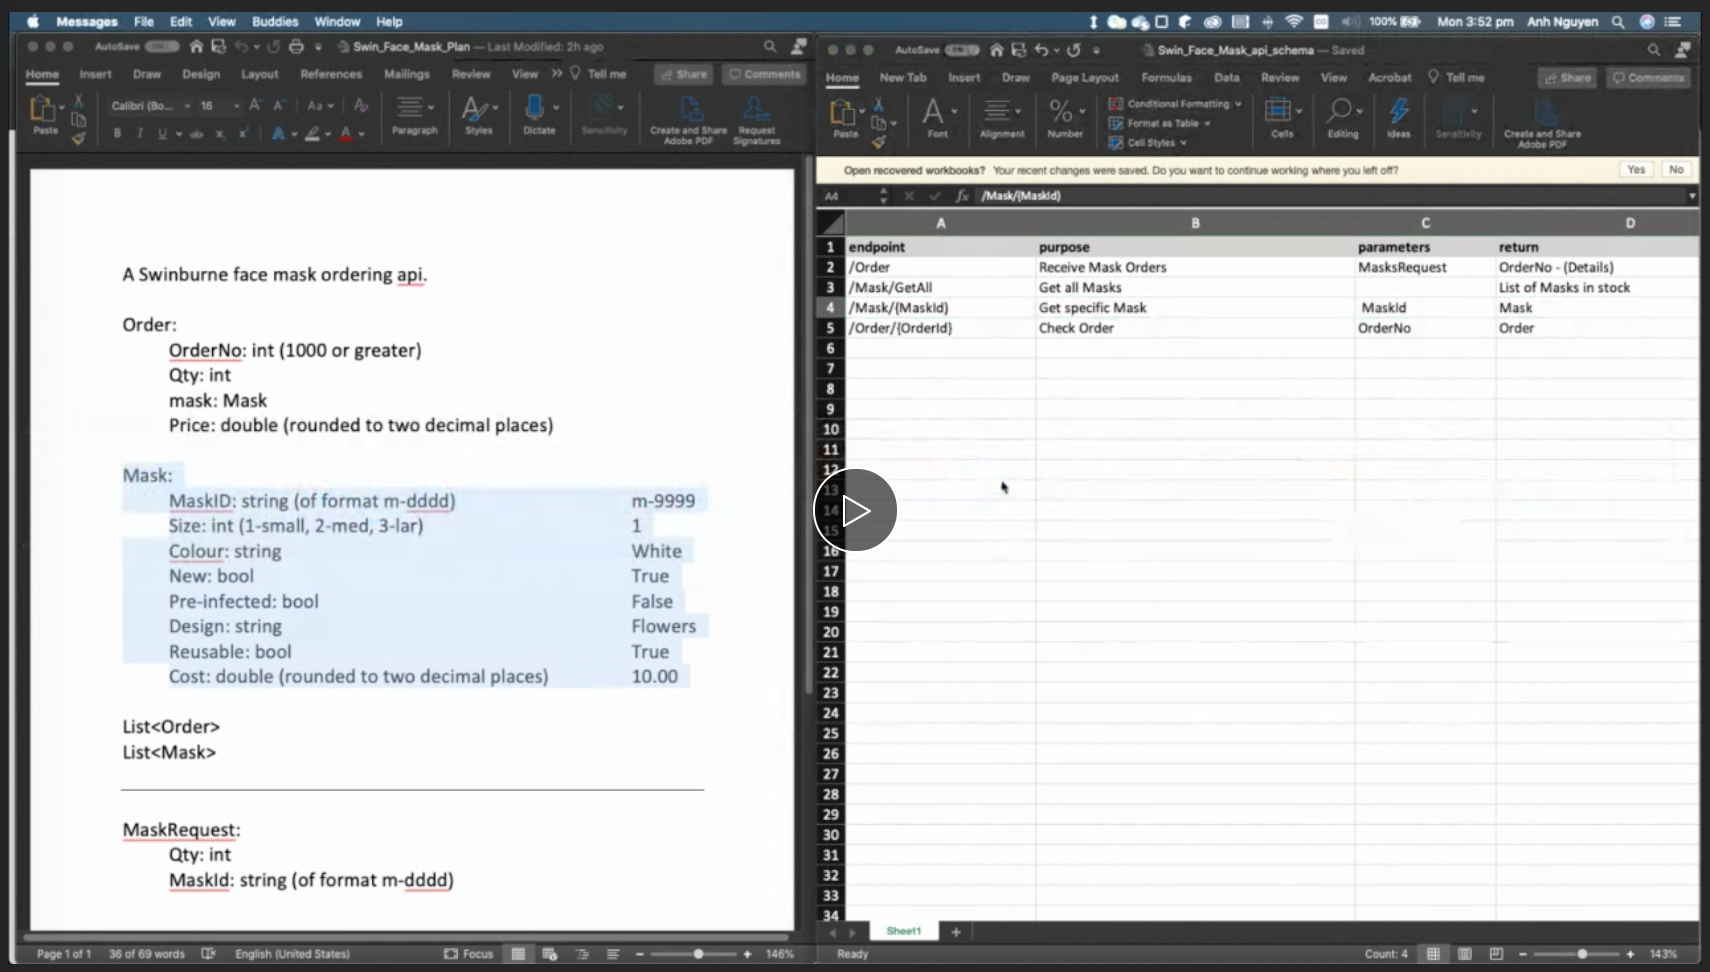 Messages File Edit View Buddies Window Help 100% Mon 3:52 pm Anh Nguyen
AutoSave Swin_Face_Mask_Plan — Last Modified: 2h ago
Home Insert Draw Design Layout References Mailings Review View Tell me Share Comments
Paste Calibri (Bo... 16 Aa Paragraph Styles Dictate Sensitivity Create and Share Adobe PDF Request Signatures
A Swinburne face mask ordering api.
Order:
OrderNo: int (1000 or greater)
Qty: int
mask: Mask
Price: double (rounded to two decimal places)
Mask:
MaskID: string (of format m-dddd) m-9999
Size: int (1-small, 2-med, 3-lar) 1
Colour: string White
New: bool True
Pre-infected: bool False
Design: string Flowers
Reusable: bool True
Cost: double (rounded to two decimal places) 10.00
List<Order>
List<Mask>
MaskRequest:
Qty: int
MaskId: string (of format m-dddd)
Page 1 of 1 36 of 69 words English (United States) Focus 146%
AutoSave Swin_Face_Mask_api_schema — Saved
Home New Tab Insert Draw Page Layout Formulas Data Review View Acrobat Tell me Share Comments
Paste Font Alignment Number Conditional Formatting Format as Table Cell Styles Cells Editing Ideas Sensitivity Create and Share Adobe PDF
Open recovered workbooks? Your recent changes were saved. Do you want to continue working where you left off? Yes No
A4 fx /Mask/{MaskId}
A B C D
1 endpoint purpose parameters return
2 /Order Receive Mask Orders MasksRequest OrderNo - (Details)
3 /Mask/GetAll Get all Masks List of Masks in stock
4 /Mask/{MaskId} Get specific Mask MaskId Mask
5 /Order/{OrderId} Check Order OrderNo Order
6
7
8
9
10
11
12
13
14
15
16
17
18
19
20
21
22
23
24
25
26
27
28
29
30
31
32
33
34
Sheet1
Ready Count: 4 143%